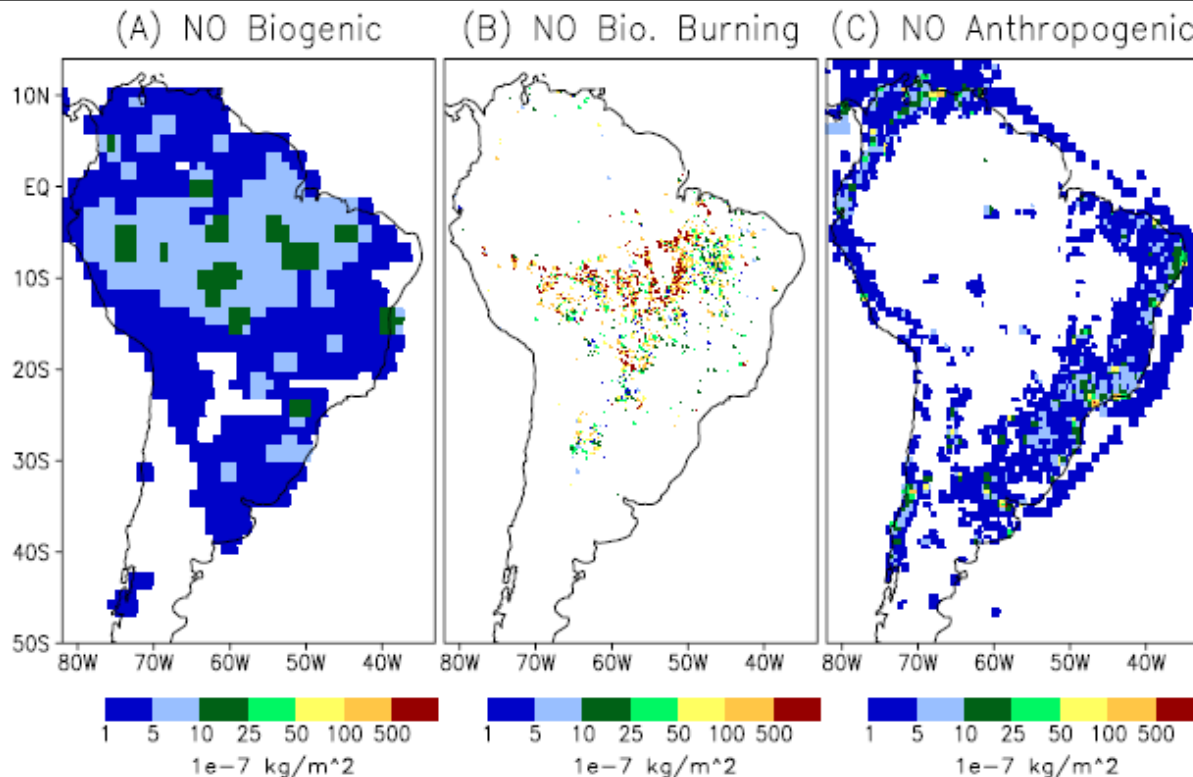 (A) NO Biogenic
(B) NO Bio. Burning
(C) NO Anthropogenic
10N
EQ
10S
20S
30S
40S
50S
80W 70W 60W 50W 40W
80W 70W 60W 50W 40W
80W 70W 60W 50W 40W
1 5 10 25 50 100 500
1 5 10 25 50 100 500
1 5 10 25 50 100 500
1e-7 kg/m^2
1e-7 kg/m^2
1e-7 kg/m^2